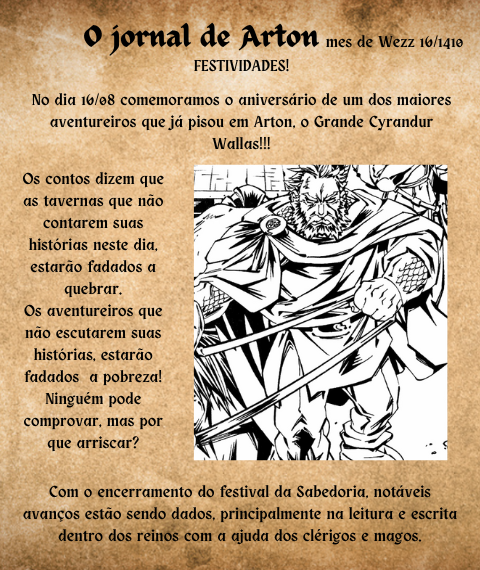 O jornal de Arton mes de Wezz 16/1410
FESTIVIDADES!
No dia 16/08 comemoramos o aniversário de um dos maiores
aventureiros que já pisou em Arton, o Grande Cyrandur
Wallas!!!
Os contos dizem que
as tavernas que não
contarem suas
histórias neste dia,
estarão fadados a
quebrar.
Os aventureiros que
não escutarem suas
histórias, estarão
fadados a pobreza!
Ninguém pode
comprovar, mas por
que arriscar?
Com o encerramento do festival da Sabedoria, notáveis
avanços estão sendo dados, principalmente na leitura e escrita
dentro dos reinos com a ajuda dos clérigos e magos.